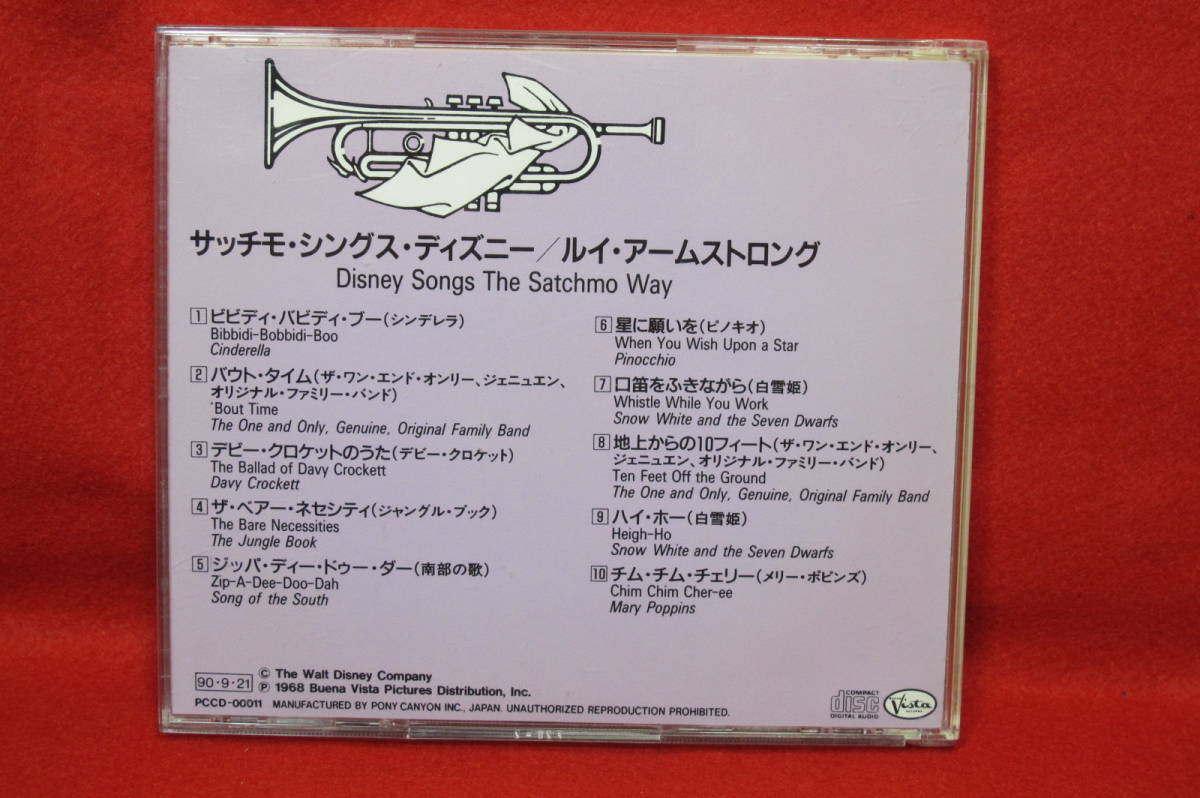 サッチモ・シングス・ディズニー／ルイ・アームストロング
Disney Songs The Satchmo Way
1 ビビディ・バビディ・ブー(シンデレラ)
Bibbidi-Bobbidi-Boo
Cinderella
2 バウト・タイム(ザ・ワン・エンド・オンリー、ジェニュエン、
オリジナル・ファミリー・バンド)
'Bout Time
The One and Only, Genuine, Original Family Band
3 デビー・クロケットのうた(デビー・クロケット)
The Ballad of Davy Crockett
Davy Crockett
4 ザ・ベアー・ネセシティ(ジャングル・ブック)
The Bare Necessities
The Jungle Book
5 ジッパ・ディー・ドゥー・ダー(南部の歌)
Zip-A-Dee-Doo-Dah
Song of the South
6 星に願いを(ピノキオ)
When You Wish Upon a Star
Pinocchio
7 口笛をふきながら(白雪姫)
Whistle While You Work
Snow White and the Seven Dwarfs
8 地上からの10フィート(ザ・ワン・エンド・オンリー、
ジェニュエン、オリジナル・ファミリー・バンド)
Ten Feet Off the Ground
The One and Only, Genuine, Original Family Band
9 ハイ・ホー(白雪姫)
Heigh-Ho
Snow White and the Seven Dwarfs
10 チム・チム・チェリー(メリー・ポピンズ)
Chim Chim Cher-ee
Mary Poppins
90・9・21
© The Walt Disney Company
℗ 1968 Buena Vista Pictures Distribution, Inc.
PCCD-00011 MANUFACTURED BY PONY CANYON INC., JAPAN. UNAUTHORIZED REPRODUCTION PROHIBITED.
COMPACT
disc
DIGITAL AUDIO
Vista